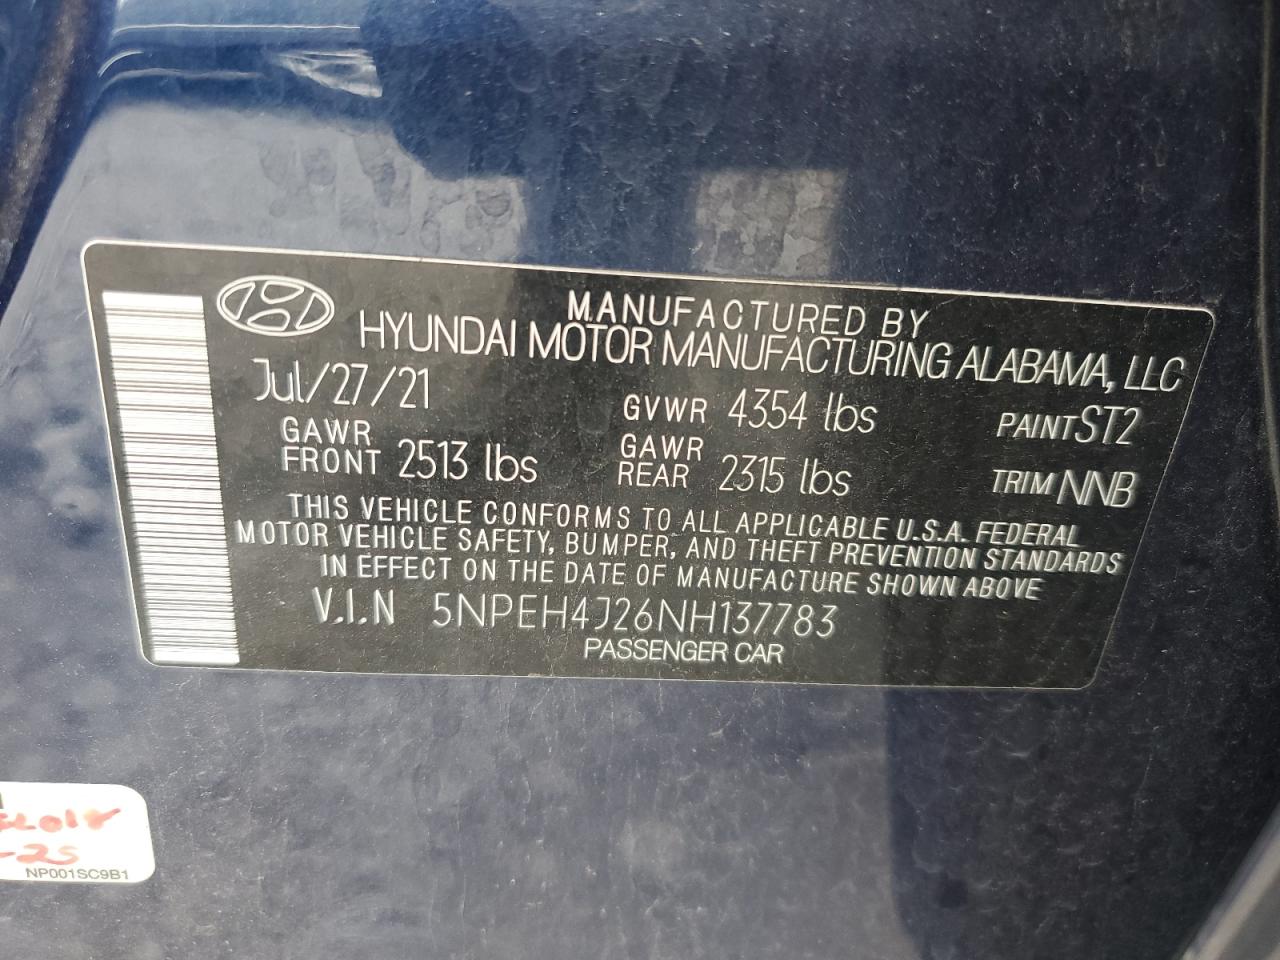 MANUFACTURED BY
HYUNDAI MOTOR MANUFACTURING ALABAMA, LLC
Jul/27/21 GVWR 4354 lbs PAINT ST2
GAWR FRONT 2513 lbs GAWR REAR 2315 lbs TRIM NNB
THIS VEHICLE CONFORMS TO ALL APPLICABLE U.S.A. FEDERAL
MOTOR VEHICLE SAFETY, BUMPER, AND THEFT PREVENTION STANDARDS
IN EFFECT ON THE DATE OF MANUFACTURE SHOWN ABOVE
V.I.N 5NPEH4J26NH137783
PASSENGER CAR
-25
NP001SC9B1